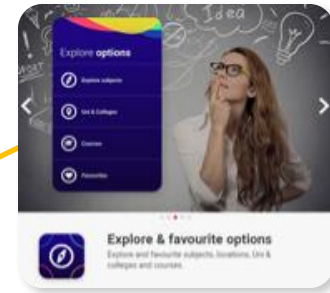 Idea
Explore options
Explore subjects
Uni & Colleges
Courses
Favourites
Explore & favourite options
Explore and favourite subjects, locations, Uni &
colleges and courses.